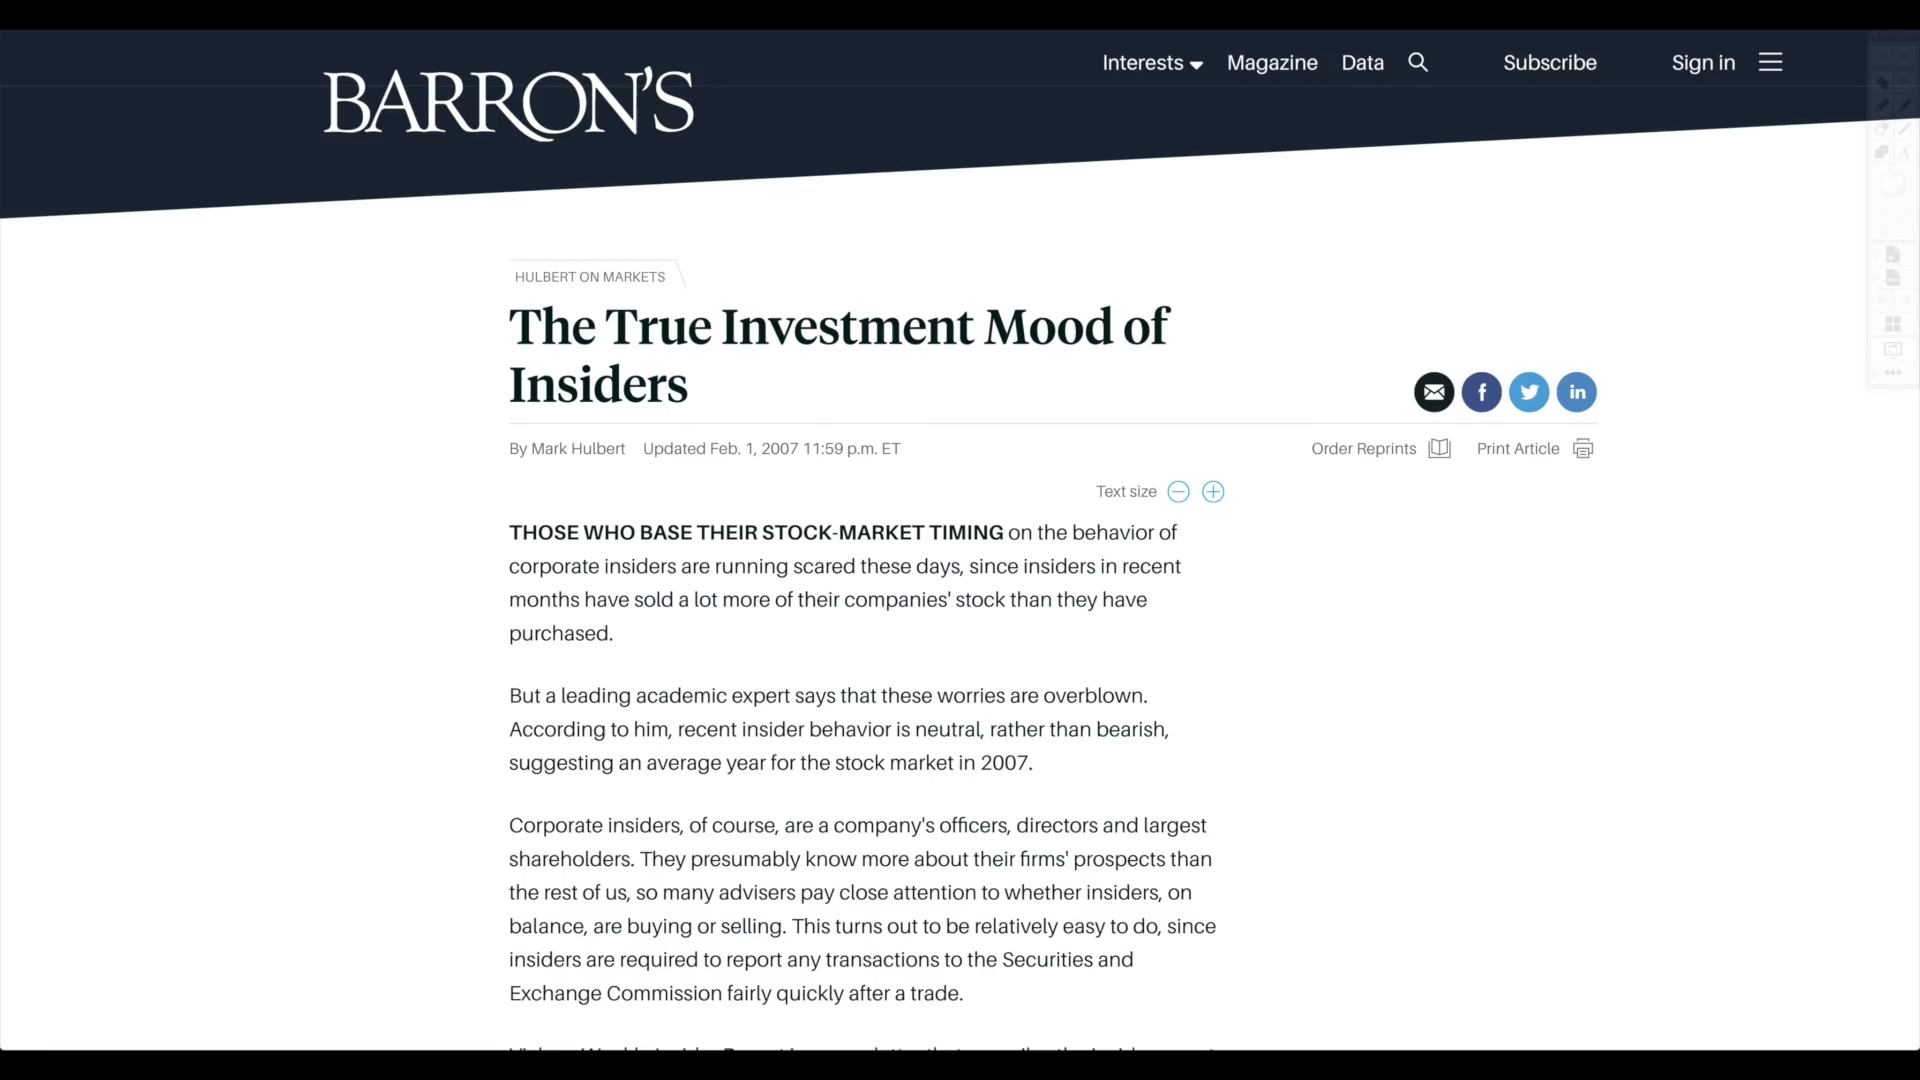 Interests Magazine Data Subscribe Sign in
BARRON'S
HULBERT ON MARKETS
The True Investment Mood of
Insiders
By Mark Hulbert Updated Feb. 1, 2007 11:59 p.m. ET Order Reprints Print Article
Text size
THOSE WHO BASE THEIR STOCK-MARKET TIMING on the behavior of
corporate insiders are running scared these days, since insiders in recent
months have sold a lot more of their companies' stock than they have
purchased.
But a leading academic expert says that these worries are overblown.
According to him, recent insider behavior is neutral, rather than bearish,
suggesting an average year for the stock market in 2007.
Corporate insiders, of course, are a company's officers, directors and largest
shareholders. They presumably know more about their firms' prospects than
the rest of us, so many advisers pay close attention to whether insiders, on
balance, are buying or selling. This turns out to be relatively easy to do, since
insiders are required to report any transactions to the Securities and
Exchange Commission fairly quickly after a trade.